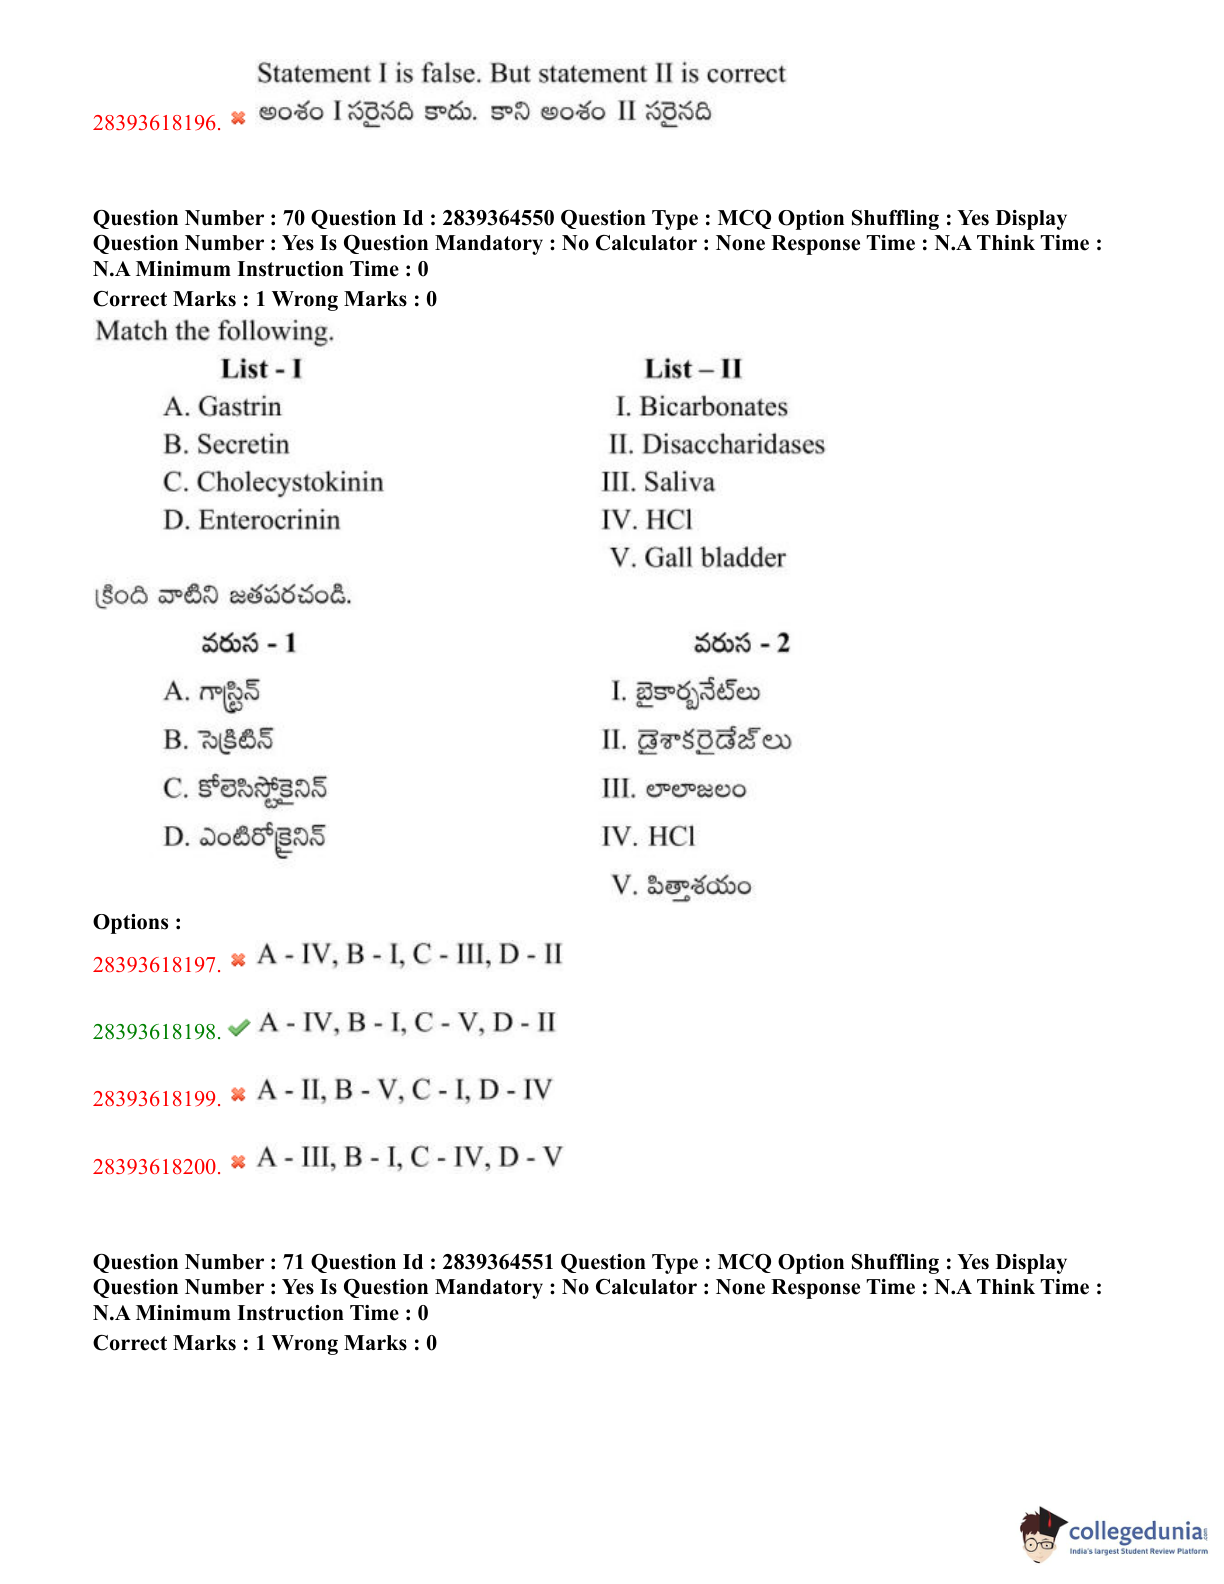 Statement I is false. But statement II is correct
28393618196. అంశం I సరైనది కాదు. కాని అంశం II సరైనది
Question Number : 70 Question Id : 2839364550 Question Type : MCQ Option Shuffling : Yes Display
Question Number : Yes Is Question Mandatory : No Calculator : None Response Time : N.A Think Time :
N.A Minimum Instruction Time : 0
Correct Marks : 1 Wrong Marks : 0
Match the following.
List - I List – II
A. Gastrin I. Bicarbonates
B. Secretin II. Disaccharidases
C. Cholecystokinin III. Saliva
D. Enterocrinin IV. HCl
V. Gall bladder
క్రింది వాటిని జతపరచండి.
వరుస - 1 వరుస - 2
A. గాస్ట్రిన్ I. బైకార్బనేట్‌లు
B. సెక్రిటిన్ II. డైశాకరైడేజ్‌లు
C. కోలెసిస్టోకైనిన్ III. లాలాజలం
D. ఎంటిరోక్రైనిన్ IV. HCl
V. పిత్తాశయం
Options :
28393618197. A - IV, B - I, C - III, D - II
28393618198. A - IV, B - I, C - V, D - II
28393618199. A - II, B - V, C - I, D - IV
28393618200. A - III, B - I, C - IV, D - V
Question Number : 71 Question Id : 2839364551 Question Type : MCQ Option Shuffling : Yes Display
Question Number : Yes Is Question Mandatory : No Calculator : None Response Time : N.A Think Time :
N.A Minimum Instruction Time : 0
Correct Marks : 1 Wrong Marks : 0
collegedunia.com
India's largest Student Review Platform